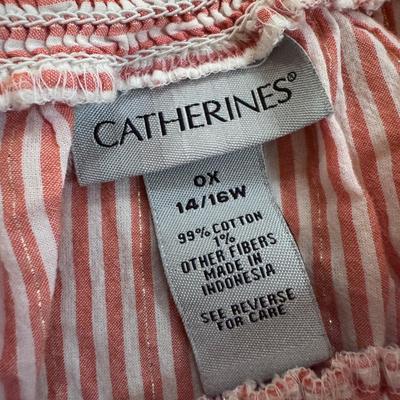 CATHERINES®
0X
14/16W
99% COTTON
1%
OTHER FIBERS
MADE IN
INDONESIA
SEE REVERSE
FOR CARE